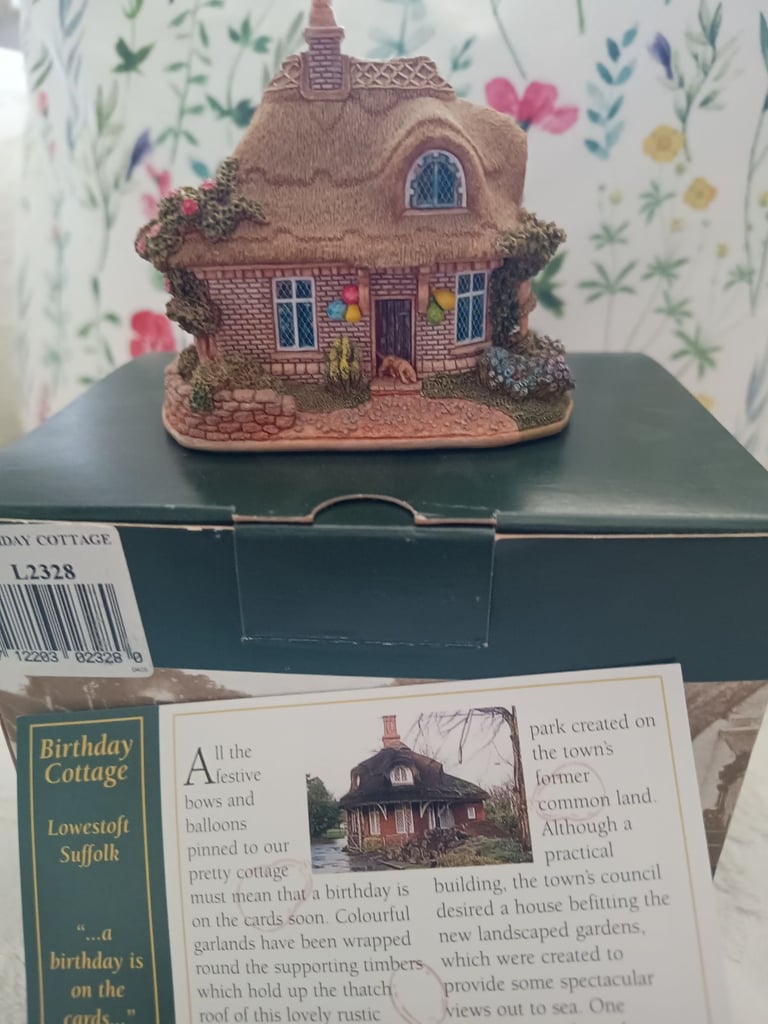 DAY COTTAGE
L2328
12203 02328 0
Birthday
Cottage
Lowestoft
Suffolk
“...a
birthday is
on the
cards...”
All the
festive
bows and
balloons
pinned to our
pretty cottage
must mean that a birthday is
on the cards soon. Colourful
garlands have been wrapped
round the supporting timbers
which hold up the thatch
roof of this lovely rustic
park created on
the town's
former
common land.
Although a
practical
building, the town's council
desired a house befitting the
new landscaped gardens,
which were created to
provide some spectacular
views out to sea. One